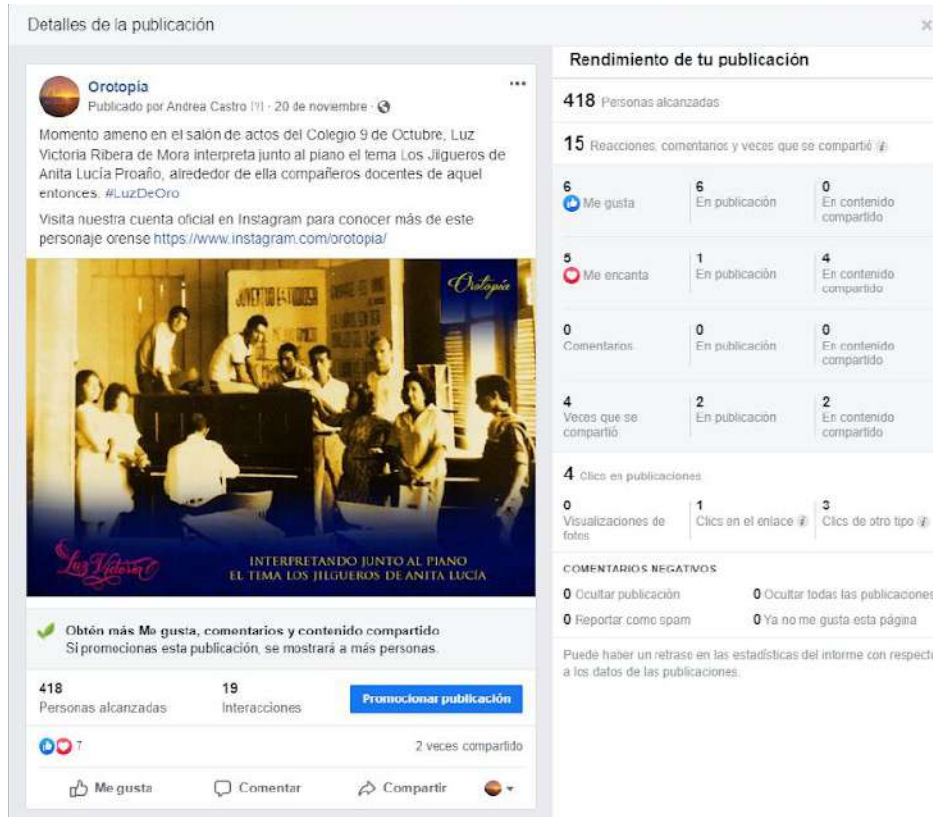 Detalles de la publicación
Orotopía
Publicado por Andrea Castro [?] · 20 de noviembre ·
Momento ameno en el salón de actos del Colegio 9 de Octubre, Luz
Victoria Ribera de Mora interpreta junto al piano el tema Los Jilgueros de
Anita Lucía Proaño, alrededor de ella compañeros docentes de aquel
entonces. #LuzDeOro
Visita nuestra cuenta oficial en Instagram para conocer más de este
personaje orense https://www.instagram.com/orotopia/
JUVENTUD ESTUDIOSA
Orotopía
Luz Victoria
INTERPRETANDO JUNTO AL PIANO
EL TEMA LOS JILGUEROS DE ANITA LUCÍA
Obtén más Me gusta, comentarios y contenido compartido
Si promocionas esta publicación, se mostrará a más personas.
418 19
Personas alcanzadas Interacciones
Promocionar publicación
7 2 veces compartido
Me gusta Comentar Compartir
Rendimiento de tu publicación
418 Personas alcanzadas
15 Reacciones, comentarios y veces que se compartió
6 6 0
Me gusta En publicación En contenido
compartido
5 1 4
Me encanta En publicación En contenido
compartido
0 0 0
Comentarios En publicación En contenido
compartido
4 2 2
Veces que se En publicación En contenido
compartió compartido
4 Clics en publicaciones
0 1 3
Visualizaciones de Clics en el enlace Clics de otro tipo
fotos
COMENTARIOS NEGATIVOS
0 Ocultar publicación 0 Ocultar todas las publicaciones
0 Reportar como spam 0 Ya no me gusta esta página
Puede haber un retraso en las estadísticas del informe con respecto
a los datos de las publicaciones.